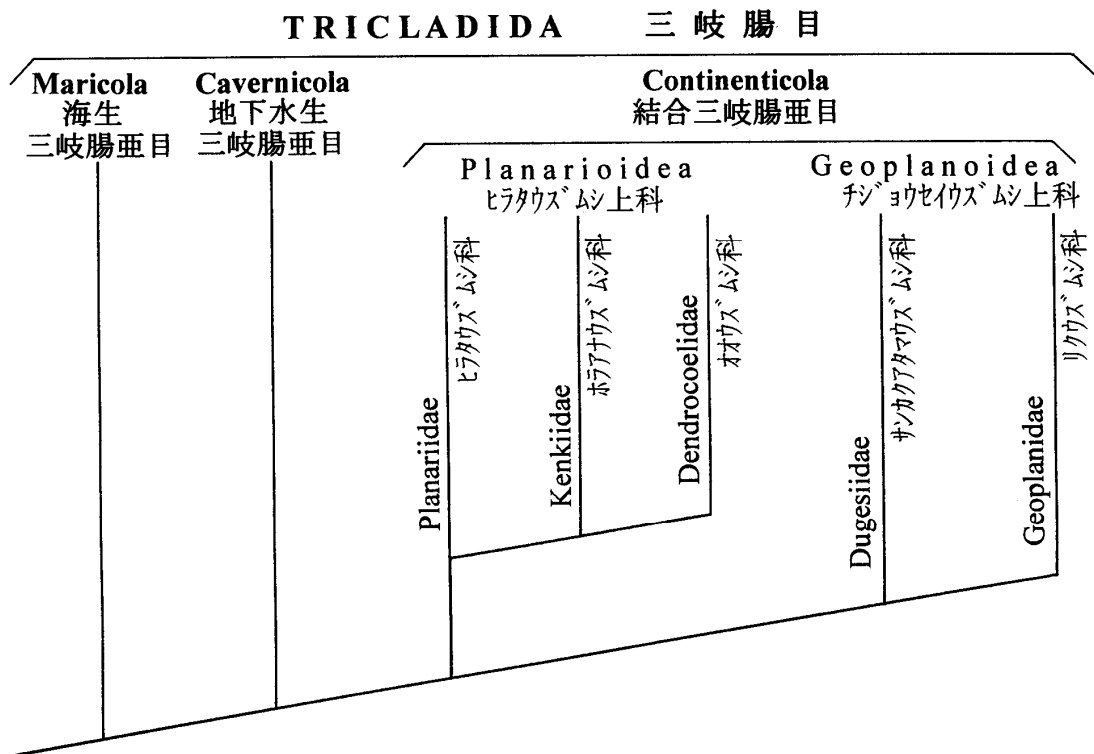 TRICLADIDA 三岐腸目
Maricola
海生
三岐腸亜目
Cavernicola
地下水生
三岐腸亜目
Continenticola
結合三岐腸亜目
Planarioidea
ヒラタウズムシ上科
Geoplanoidea
チジョウセイウズムシ上科
Planariidae
ヒラタウズムシ科
Kenkiidae
ホラアナウズムシ科
Dendrocoelidae
オオウズムシ科
Dugesiidae
サンカクアタマウズムシ科
Geoplanidae
リクウズムシ科